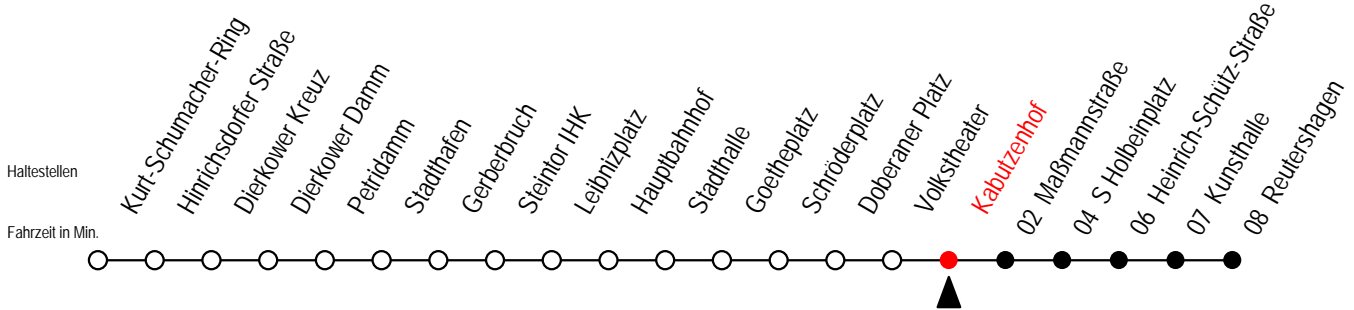 Haltestellen
Fahrzeit in Min.
Kurt-Schumacher-Ring
Hinrichsdorfer Straße
Dierkower Kreuz
Dierkower Damm
Petridamm
Stadthafen
Gerberbruch
Steintor IHK
Leibnizplatz
Hauptbahnhof
Stadthalle
Goetheplatz
Schröderplatz
Doberaner Platz
Volkstheater
Kabutzenhof
02 Maßmannstraße
04 S Holbeinplatz
06 Heinrich-Schütz-Straße
07 Kunsthalle
08 Reutershagen